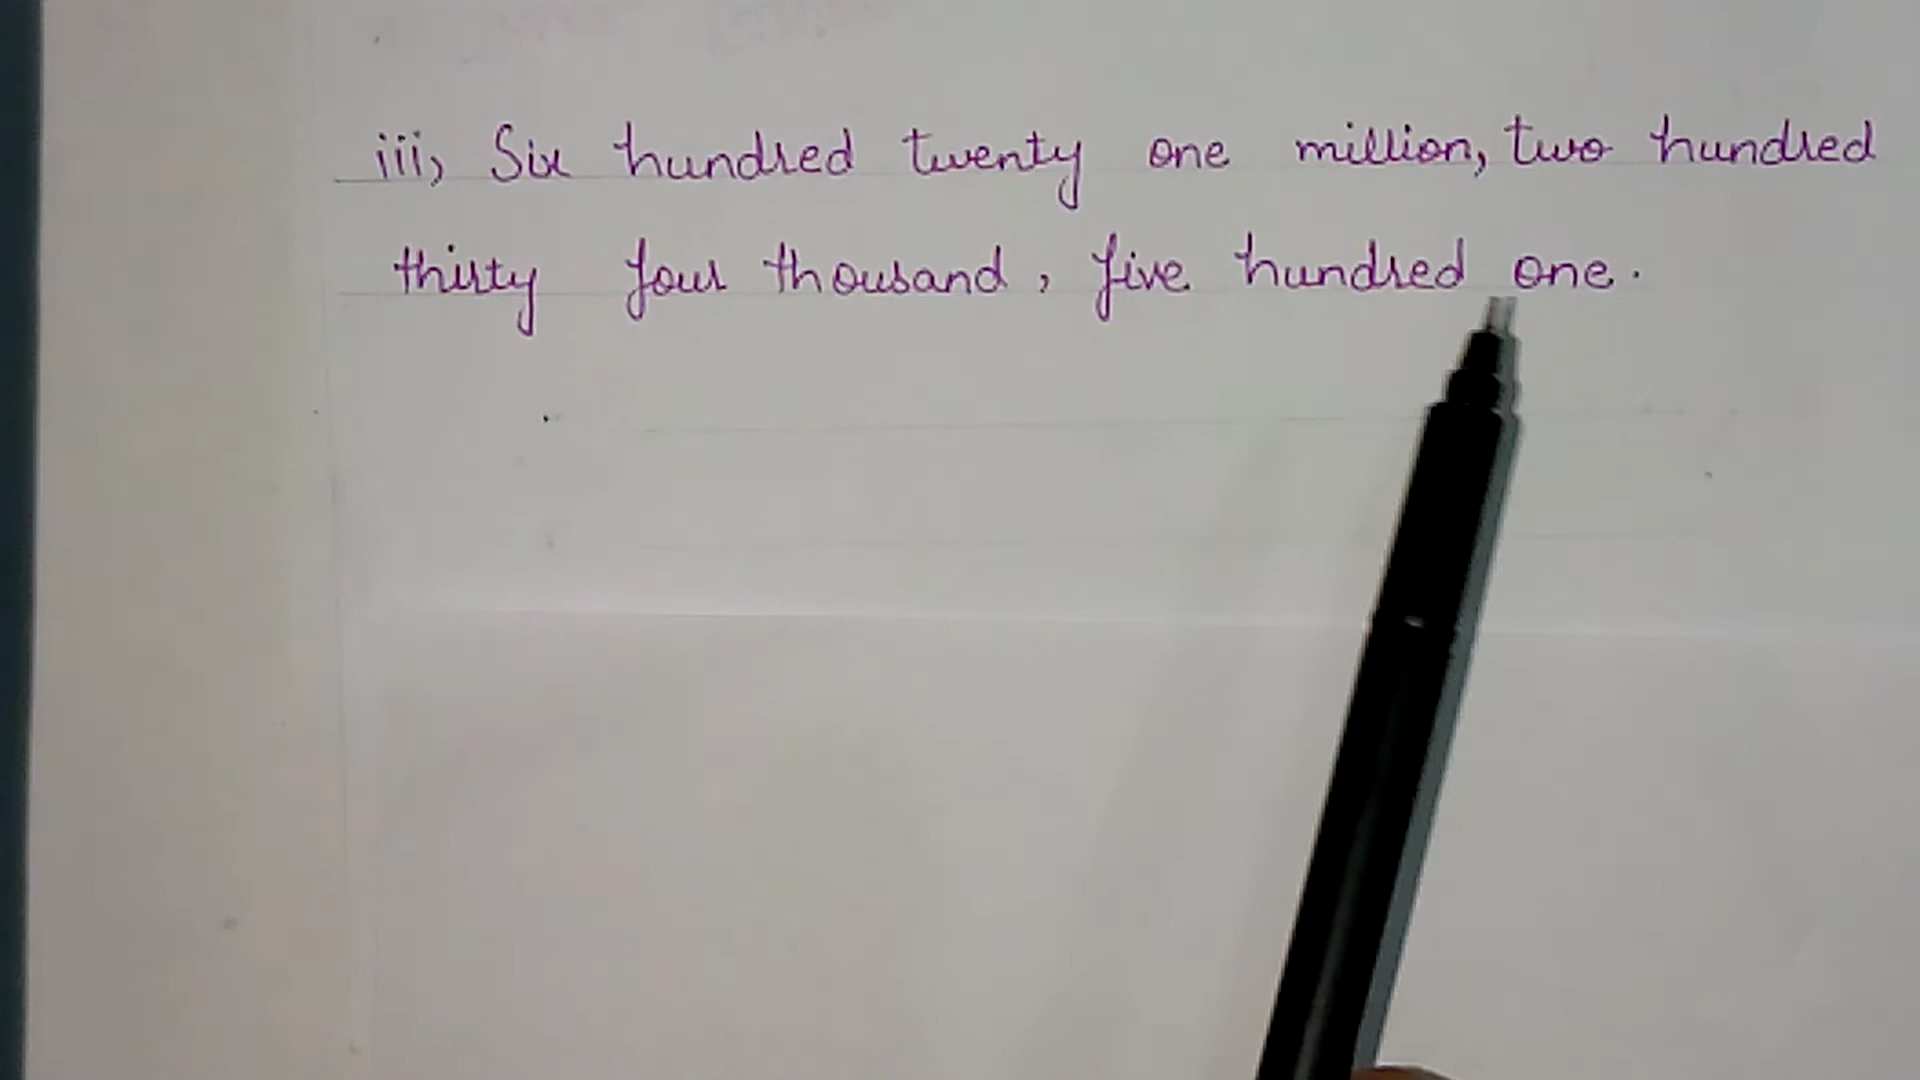 iii, Six hundred twenty one million, two hundred
thirty four thousand, five hundred one.